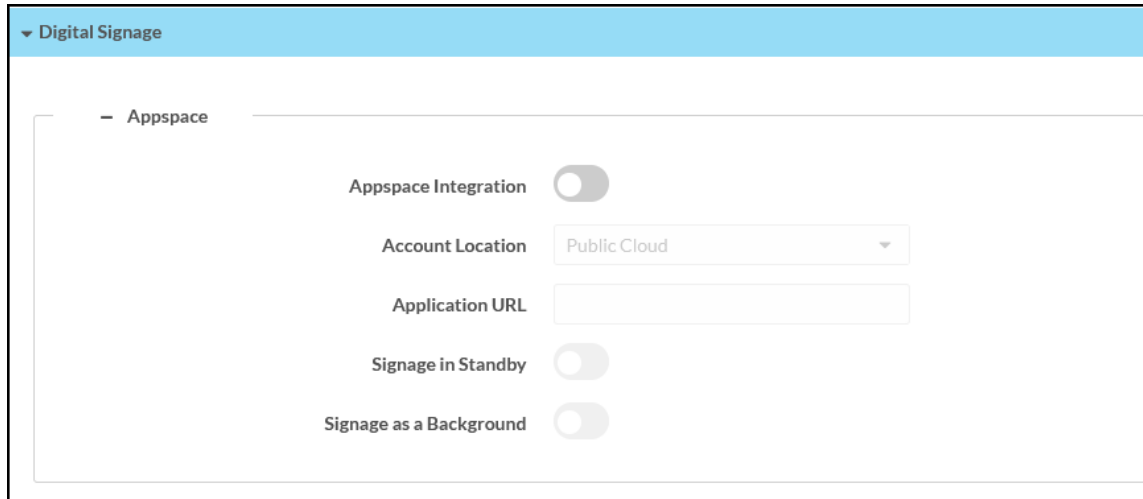 Digital Signage
Appspace
Appspace Integration
Account Location Public Cloud
Application URL
Signage in Standby
Signage as a Background